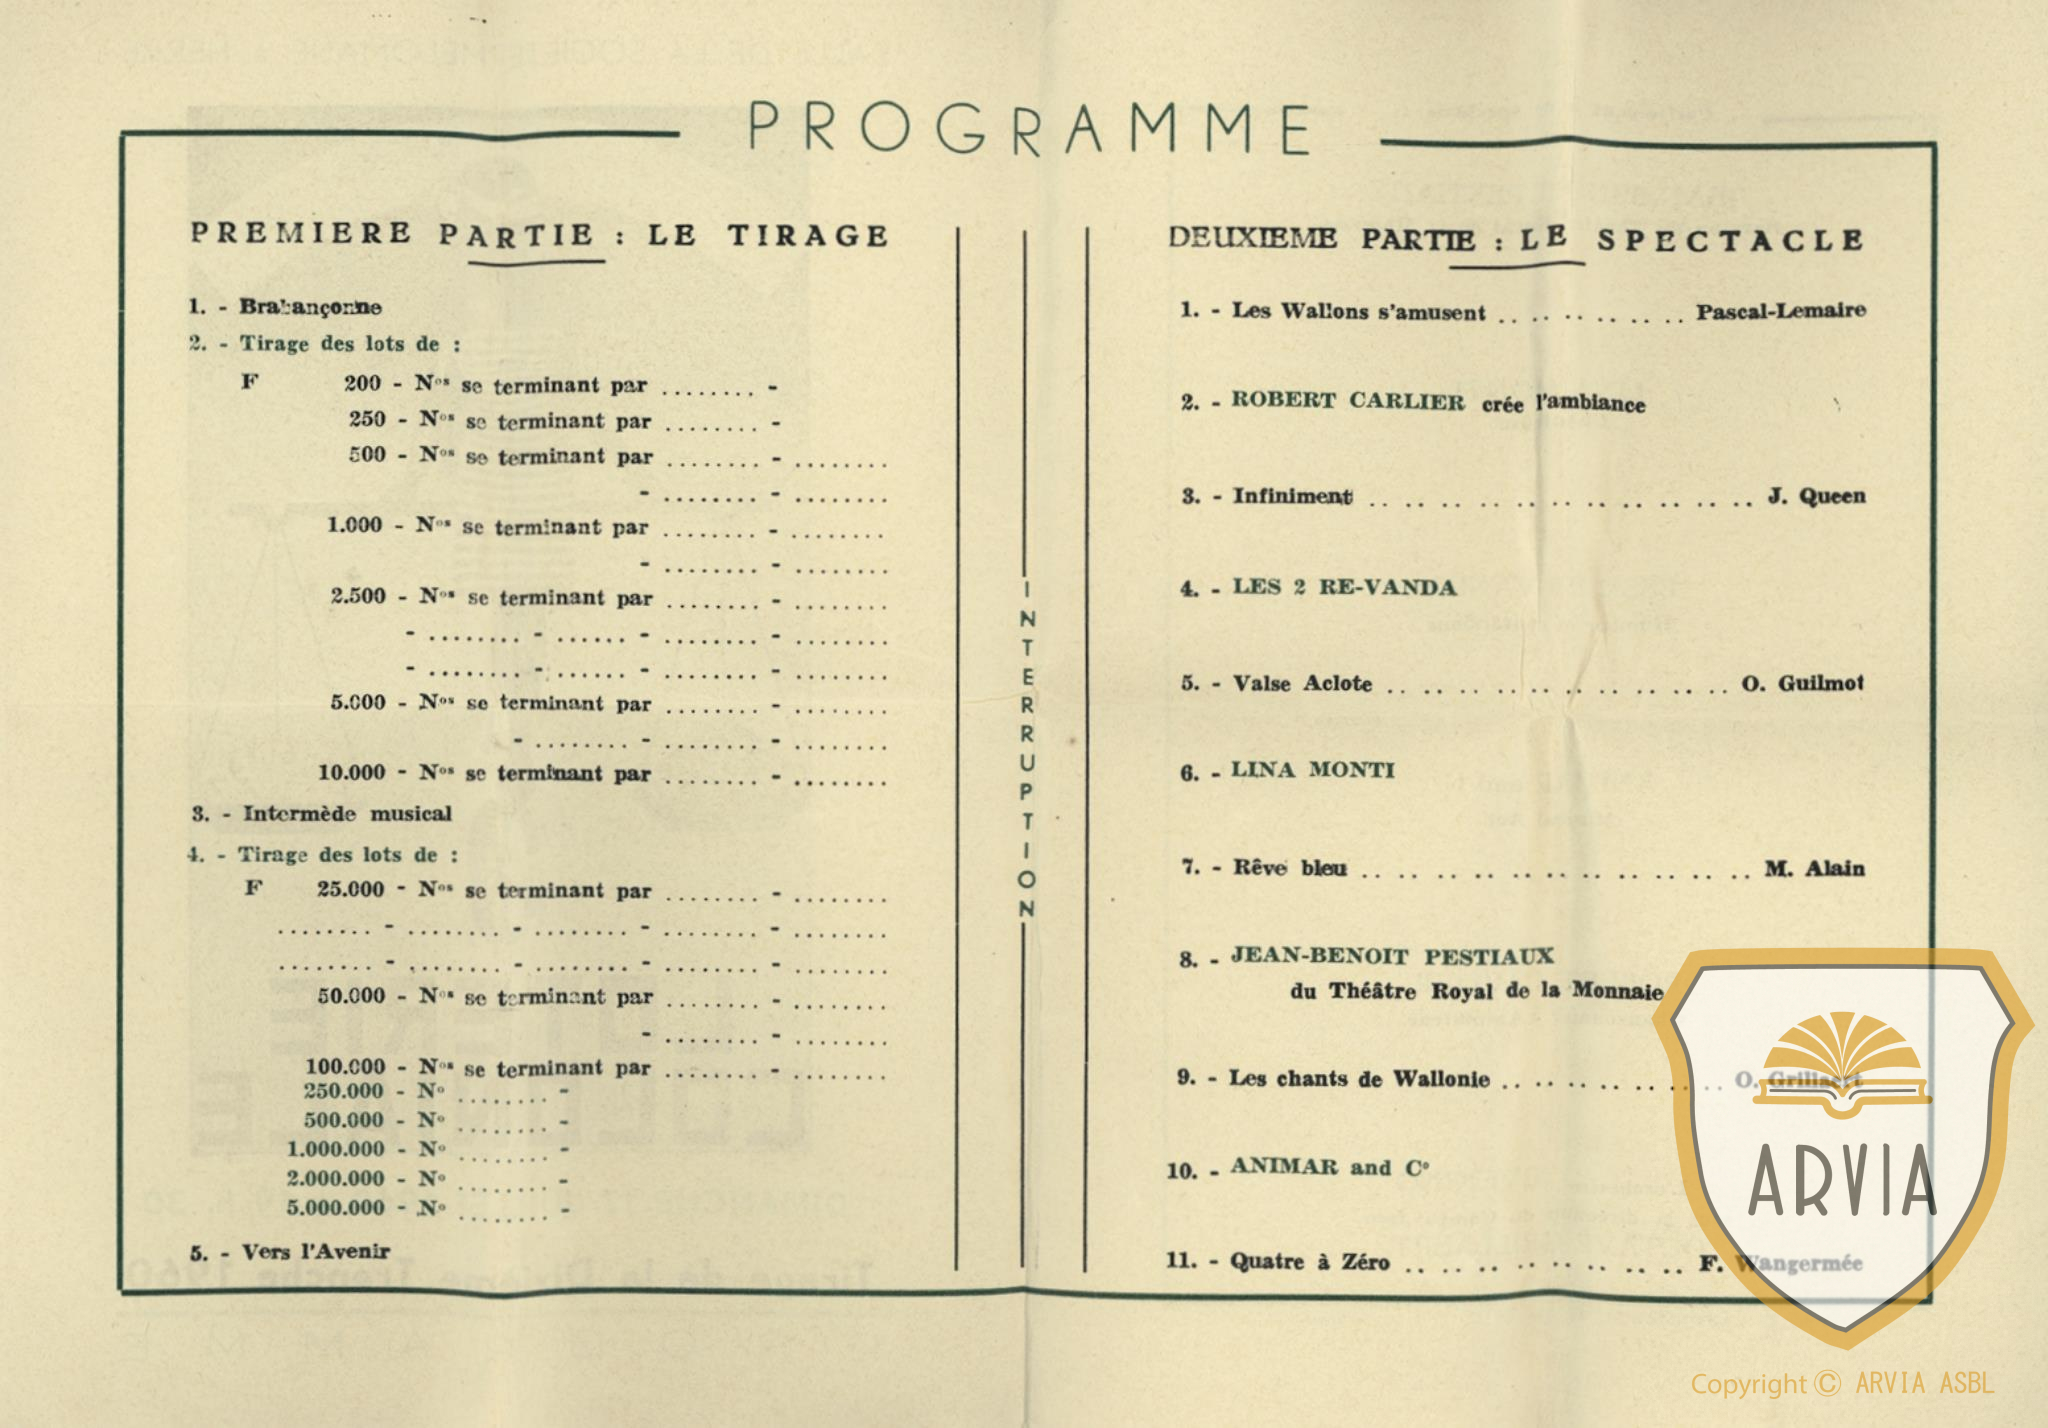 PROGRAMME
PREMIERE PARTIE : LE TIRAGE
1. - Brabançonne
2. - Tirage des lots de :
F 200 - Nos se terminant par ........ -
250 - Nos se terminant par ........ -
500 - Nos se terminant par ........ - ........
- ........ - ........
1.000 - Nos se terminant par ........ - ........
- ........ - ........
2.500 - Nos se terminant par ........ - ........
- ........ - ...... - ........ - ........
- ........ - ...... - ........ - ........
5.000 - Nos se terminant par ........ - ........
- ........ - ........ - ........
10.000 - Nos se terminant par ........ - ........
3. - Intermède musical
4. - Tirage des lots de :
F 25.000 - Nos se terminant par ........ - ........
........ - ........ - ........ - ........ - ........
........ - ........ - ........ - ........ - ........
50.000 - Nos se terminant par ........ - ........
- ........ - ........
100.000 - Nos se terminant par ........ - ........
250.000 - No ........ -
500.000 - No ........ -
1.000.000 - No ........ -
2.000.000 - No ........ -
5.000.000 - No ........ -
5. - Vers l'Avenir
INTERRUPTION
DEUXIEME PARTIE : LE SPECTACLE
1. - Les Wallons s'amusent .. .. .. .. .. .. Pascal-Lemaire
2. - ROBERT CARLIER crée l'ambiance
3. - Infiniment .. .. .. .. .. .. .. .. .. .. .. J. Queen
4. - LES 2 RE-VANDA
5. - Valse Aclote .. .. .. .. .. .. .. .. .. .. O. Guilmot
6. - LINA MONTI
7. - Rêve bleu .. .. .. .. .. .. .. .. .. .. .. M. Alain
8. - JEAN-BENOIT PESTIAUX
du Théâtre Royal de la Monnaie
9. - Les chants de Wallonie .. .. .. .. .. .. .. O. Grillaert
10. - ANIMAR and Co
11. - Quatre à Zéro .. .. .. .. .. .. .. .. F. Wangermée
ARVIA
Copyright © ARVIA ASBL